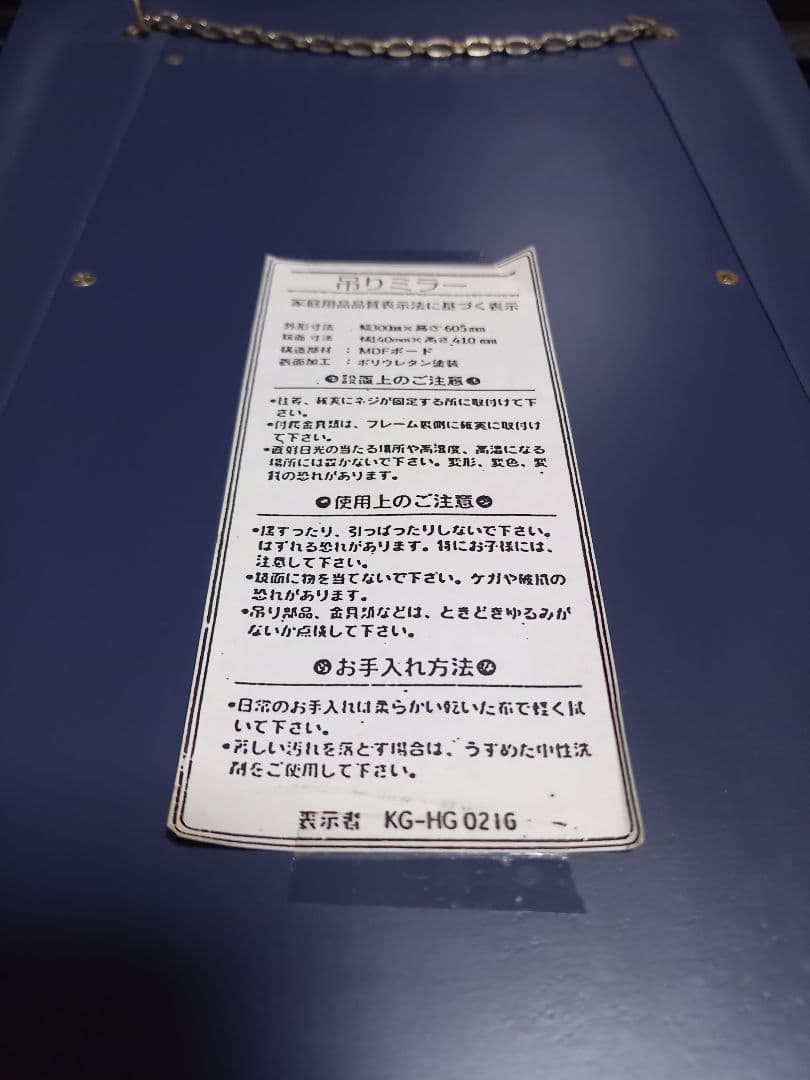 吊りミラー
家庭用品品質表示法に基づく表示
外形寸法 : 幅300mm×高さ605mm
鏡面寸法 : 横140mm×高さ410mm
構造部材 : MDFボード
表面加工 : ポリウレタン塗装
設置上のご注意
•柱等、確実にネジが固定する所に取付けて下
さい。
•付属金具類は、フレーム裏側に確実に取付け
て下さい。
•直射日光の当たる場所や高湿度、高温になる
場所には置かないで下さい。変形、変色、変
質の恐れがあります。
使用上のご注意
•揺すったり、引っぱったりしないで下さい。
はずれる恐れがあります。特にお子様には、
注意して下さい。
•鏡面に物を当てないで下ざい。ケガや破損の
恐れがあります。
•吊り部品、金具類などは、ときどきゆるみが
ないか点検して下さい。
お手入れ方法
•日常のお手入れは柔らかい乾いた布で軽く拭
いて下さい。
•著しい汚れを落とす場合は、うすめた中性洗
剤をご使用して下さい。
表示者 KG-HG 0216